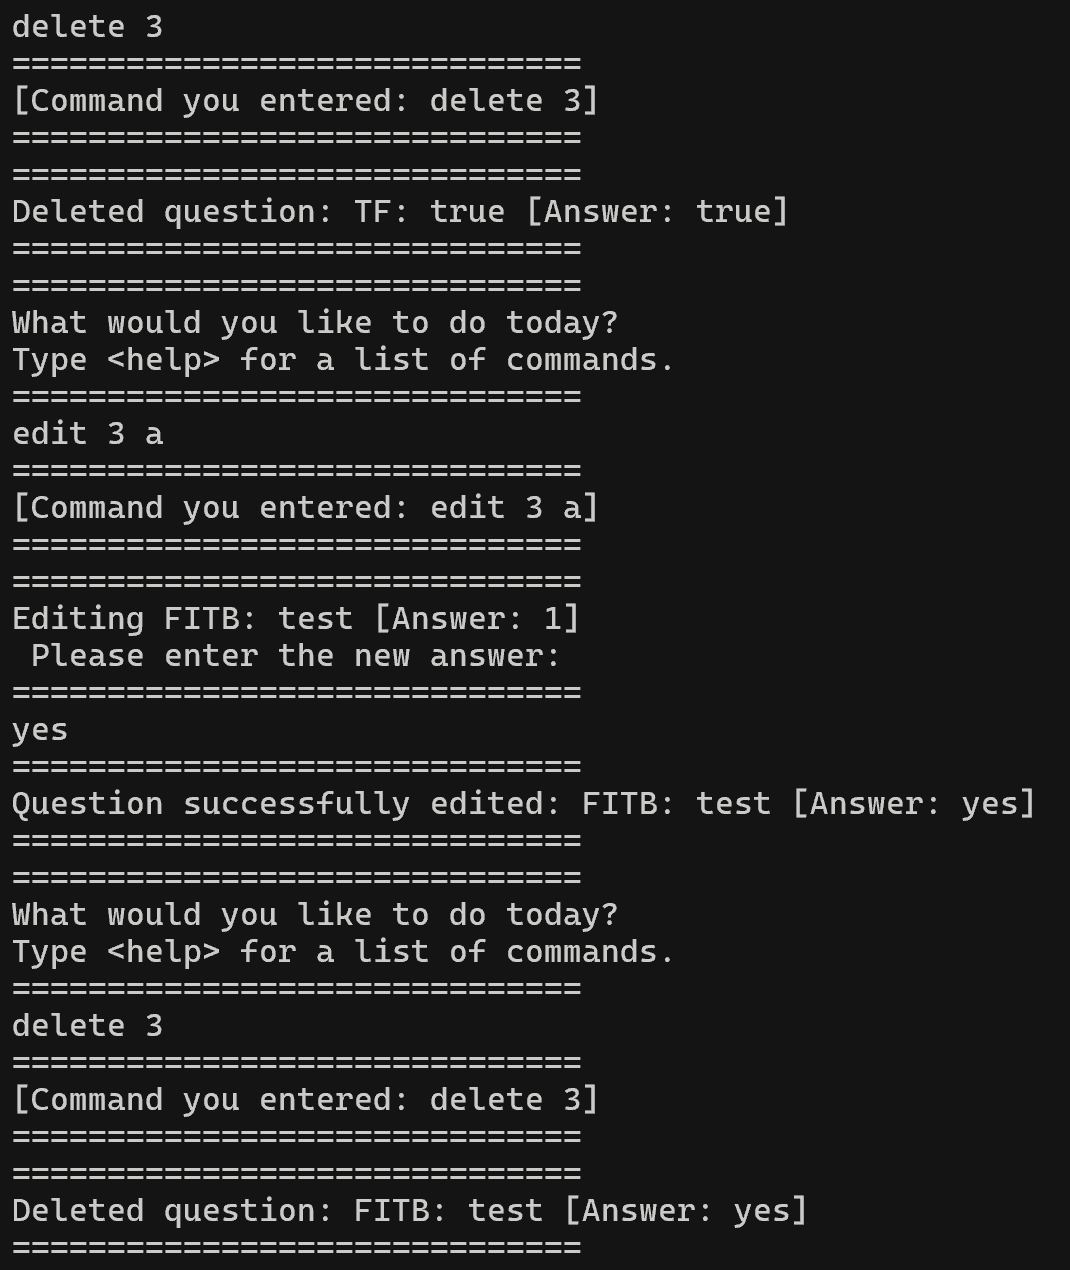 delete 3
==============================
[Command you entered: delete 3]
==============================
==============================
Deleted question: TF: true [Answer: true]
==============================
==============================
What would you like to do today?
Type <help> for a list of commands.
==============================
edit 3 a
==============================
[Command you entered: edit 3 a]
==============================
==============================
Editing FITB: test [Answer: 1]
 Please enter the new answer:
==============================
yes
==============================
Question successfully edited: FITB: test [Answer: yes]
==============================
==============================
What would you like to do today?
Type <help> for a list of commands.
==============================
delete 3
==============================
[Command you entered: delete 3]
==============================
==============================
Deleted question: FITB: test [Answer: yes]
==============================